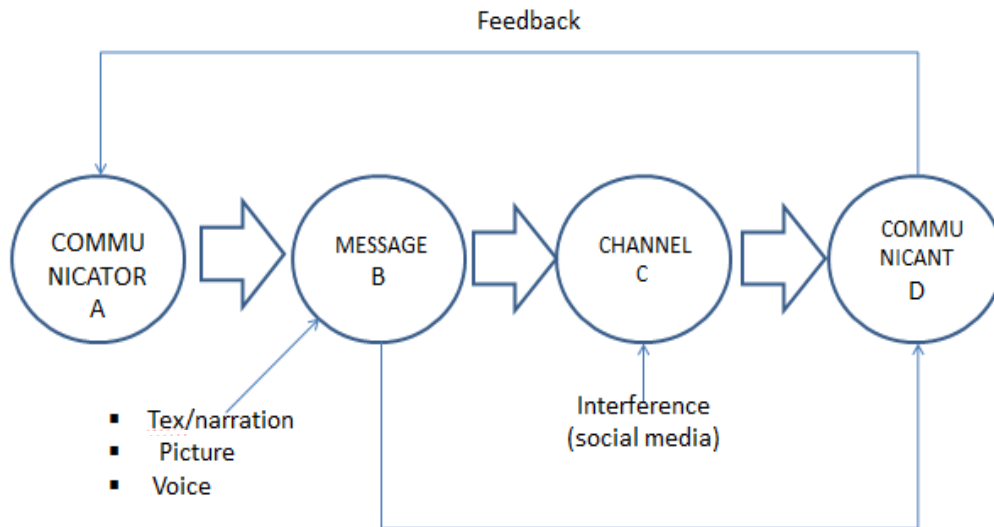 Feedback
COMMU
NICATOR
A
MESSAGE
B
CHANNEL
C
COMMU
NICANT
D
▪ Tex/narration
▪ Picture
▪ Voice
Interference
(social media)